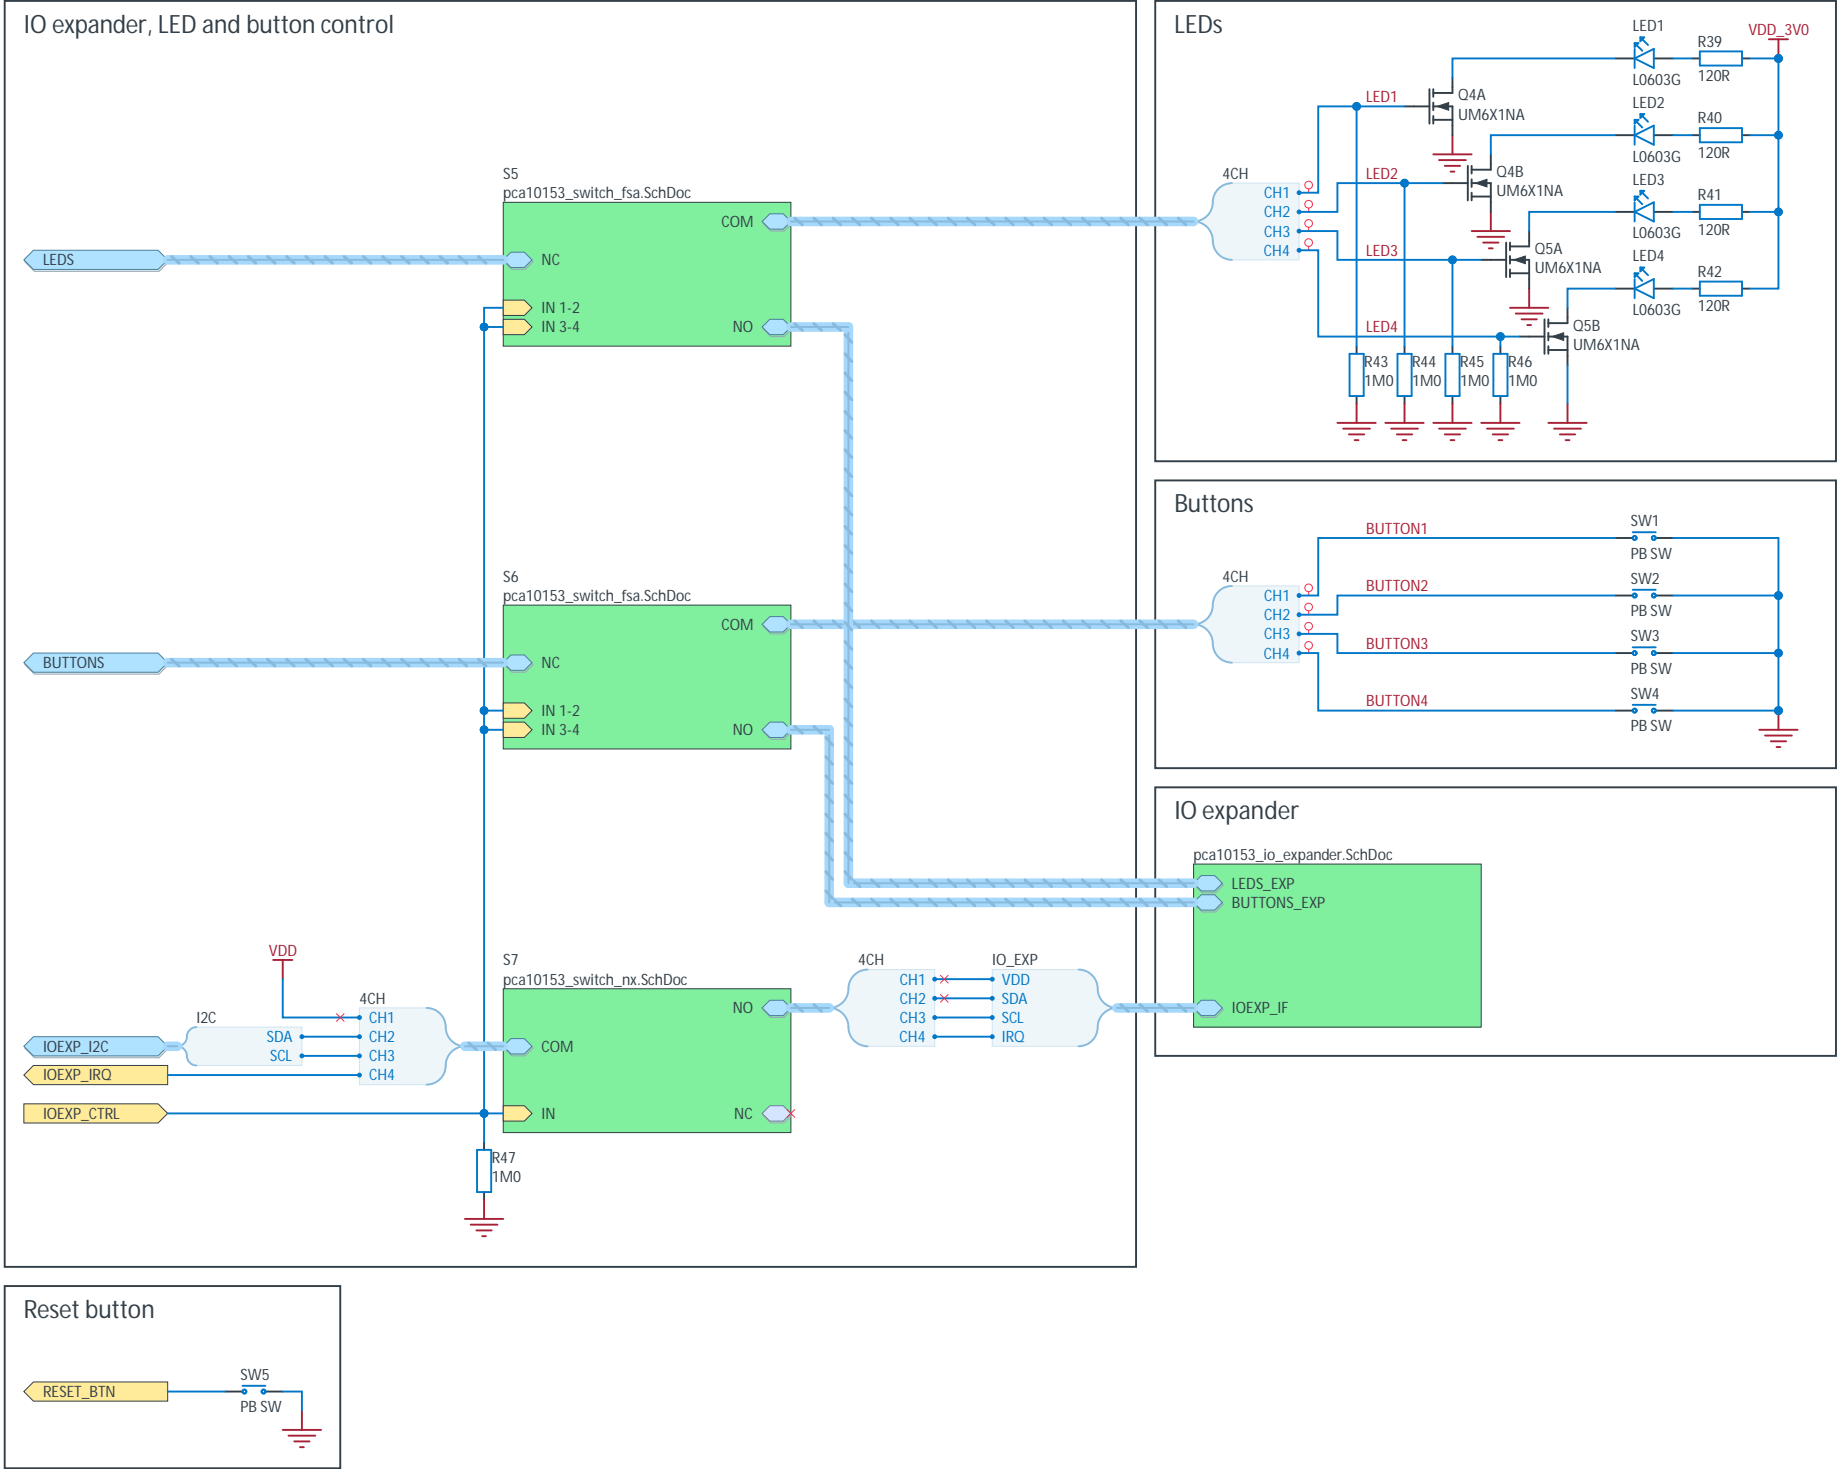 IO expander, LED and button control
S5
pca10153_switch_fsa.SchDoc
COM
LEDS
NC
IN 1-2
IN 3-4
NO
S6
pca10153_switch_fsa.SchDoc
COM
BUTTONS
NC
IN 1-2
IN 3-4
NO
VDD
S7
pca10153_switch_nx.SchDoc
4CH
I2C
CH1
SDA CH2
SCL CH3
CH4
IOEXP_I2C
IOEXP_IRQ
IOEXP_CTRL
NO
COM
IN
NC
R47
1M0
4CH
CH1
CH2
CH3
CH4
IO_EXP
VDD
SDA
SCL
IRQ
LEDs
4CH
CH1
CH2
CH3
CH4
LED1
LED2
LED3
LED4
Q4A
UM6X1NA
Q4B
UM6X1NA
Q5A
UM6X1NA
Q5B
UM6X1NA
LED1
L0603G
LED2
L0603G
LED3
L0603G
LED4
L0603G
VDD_3V0
R39
120R
R40
120R
R41
120R
R42
120R
R43
1M0
R44
1M0
R45
1M0
R46
1M0
Buttons
4CH
CH1
CH2
CH3
CH4
BUTTON1
BUTTON2
BUTTON3
BUTTON4
SW1
PB SW
SW2
PB SW
SW3
PB SW
SW4
PB SW
IO expander
pca10153_io_expander.SchDoc
LEDS_EXP
BUTTONS_EXP
IOEXP_IF
Reset button
RESET_BTN
SW5
PB SW